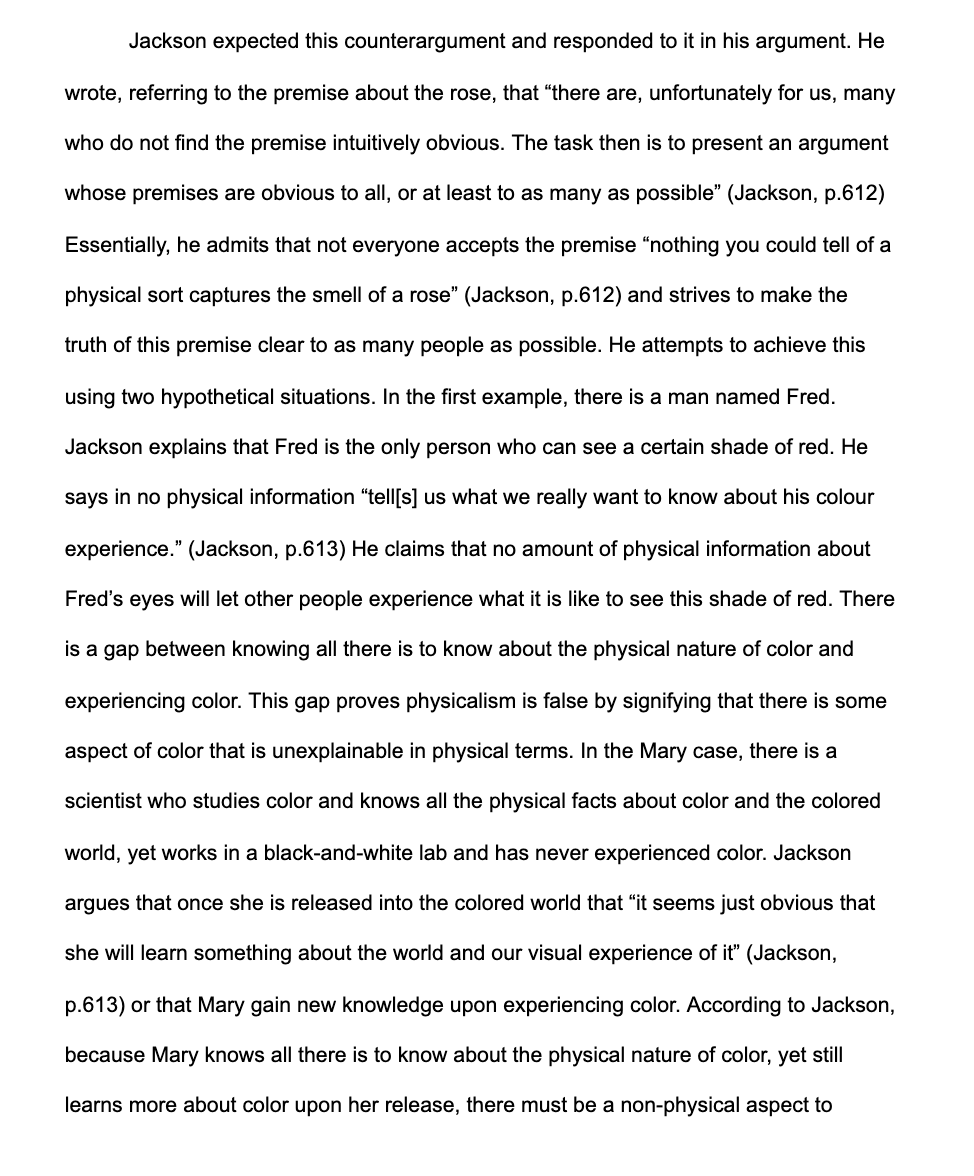 Jackson expected this counterargument and responded to it in his argument. He
wrote, referring to the premise about the rose, that “there are, unfortunately for us, many
who do not find the premise intuitively obvious. The task then is to present an argument
whose premises are obvious to all, or at least to as many as possible” (Jackson, p.612)
Essentially, he admits that not everyone accepts the premise “nothing you could tell of a
physical sort captures the smell of a rose” (Jackson, p.612) and strives to make the
truth of this premise clear to as many people as possible. He attempts to achieve this
using two hypothetical situations. In the first example, there is a man named Fred.
Jackson explains that Fred is the only person who can see a certain shade of red. He
says in no physical information “tell[s] us what we really want to know about his colour
experience.” (Jackson, p.613) He claims that no amount of physical information about
Fred’s eyes will let other people experience what it is like to see this shade of red. There
is a gap between knowing all there is to know about the physical nature of color and
experiencing color. This gap proves physicalism is false by signifying that there is some
aspect of color that is unexplainable in physical terms. In the Mary case, there is a
scientist who studies color and knows all the physical facts about color and the colored
world, yet works in a black-and-white lab and has never experienced color. Jackson
argues that once she is released into the colored world that “it seems just obvious that
she will learn something about the world and our visual experience of it” (Jackson,
p.613) or that Mary gain new knowledge upon experiencing color. According to Jackson,
because Mary knows all there is to know about the physical nature of color, yet still
learns more about color upon her release, there must be a non-physical aspect to